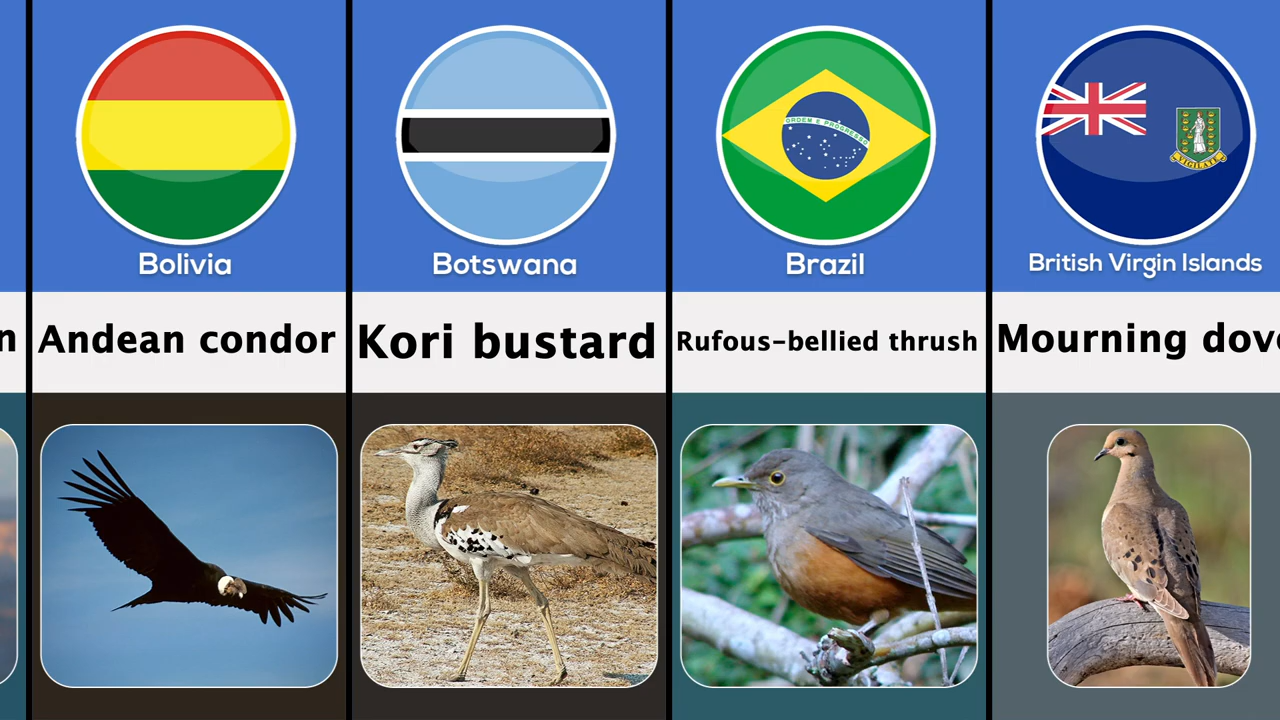 Bolivia
Botswana
Brazil
British Virgin Islands
n
Andean condor
Kori bustard
Rufous-bellied thrush
Mourning dov
ORDEM E PROGRESSO
VIGILATE